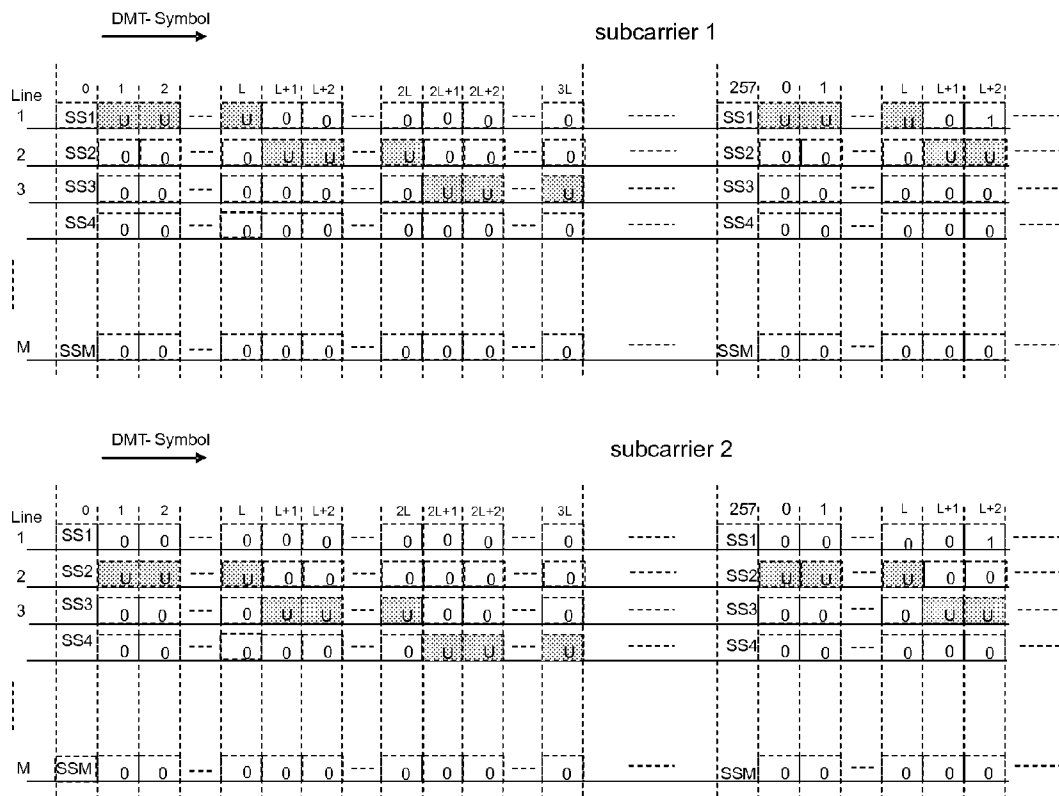 DMT- Symbol
subcarrier 1
Line 0 1 2 L L+1 L+2 2L 2L+1 2L+2 3L 257 0 1 L L+1 L+2
1 SS1 U U --- U 0 0 --- 0 0 0 --- 0 ------ SS1 U U --- U 0 1 -----
2 SS2 0 0 --- 0 U U --- U 0 0 --- 0 ------ SS2 0 0 --- 0 U U -----
3 SS3 0 0 --- 0 0 0 --- 0 U U --- U ------ SS3 0 0 --- 0 0 0 -----
SS4 0 0 --- 0 0 0 --- 0 0 0 --- 0 ------ SS4 0 0 --- 0 0 0 -----
M SSM 0 0 --- 0 0 0 --- 0 0 0 --- 0 ------ SSM 0 0 --- 0 0 0 -----
DMT- Symbol
subcarrier 2
Line 0 1 2 L L+1 L+2 2L 2L+1 2L+2 3L 257 0 1 L L+1 L+2
1 SS1 0 0 --- 0 0 0 --- 0 0 0 --- 0 ------ SS1 0 0 --- 0 0 1 -----
2 SS2 U U --- U 0 0 --- 0 0 0 --- 0 ------ SS2 U U --- U 0 0 -----
3 SS3 0 0 --- 0 U U --- U 0 0 --- 0 ------ SS3 0 0 --- 0 U U -----
SS4 0 0 --- 0 0 0 --- 0 U U --- U ------ SS4 0 0 --- 0 0 0 -----
M SSM 0 0 --- 0 0 0 --- 0 0 0 --- 0 ------ SSM 0 0 --- 0 0 0 -----